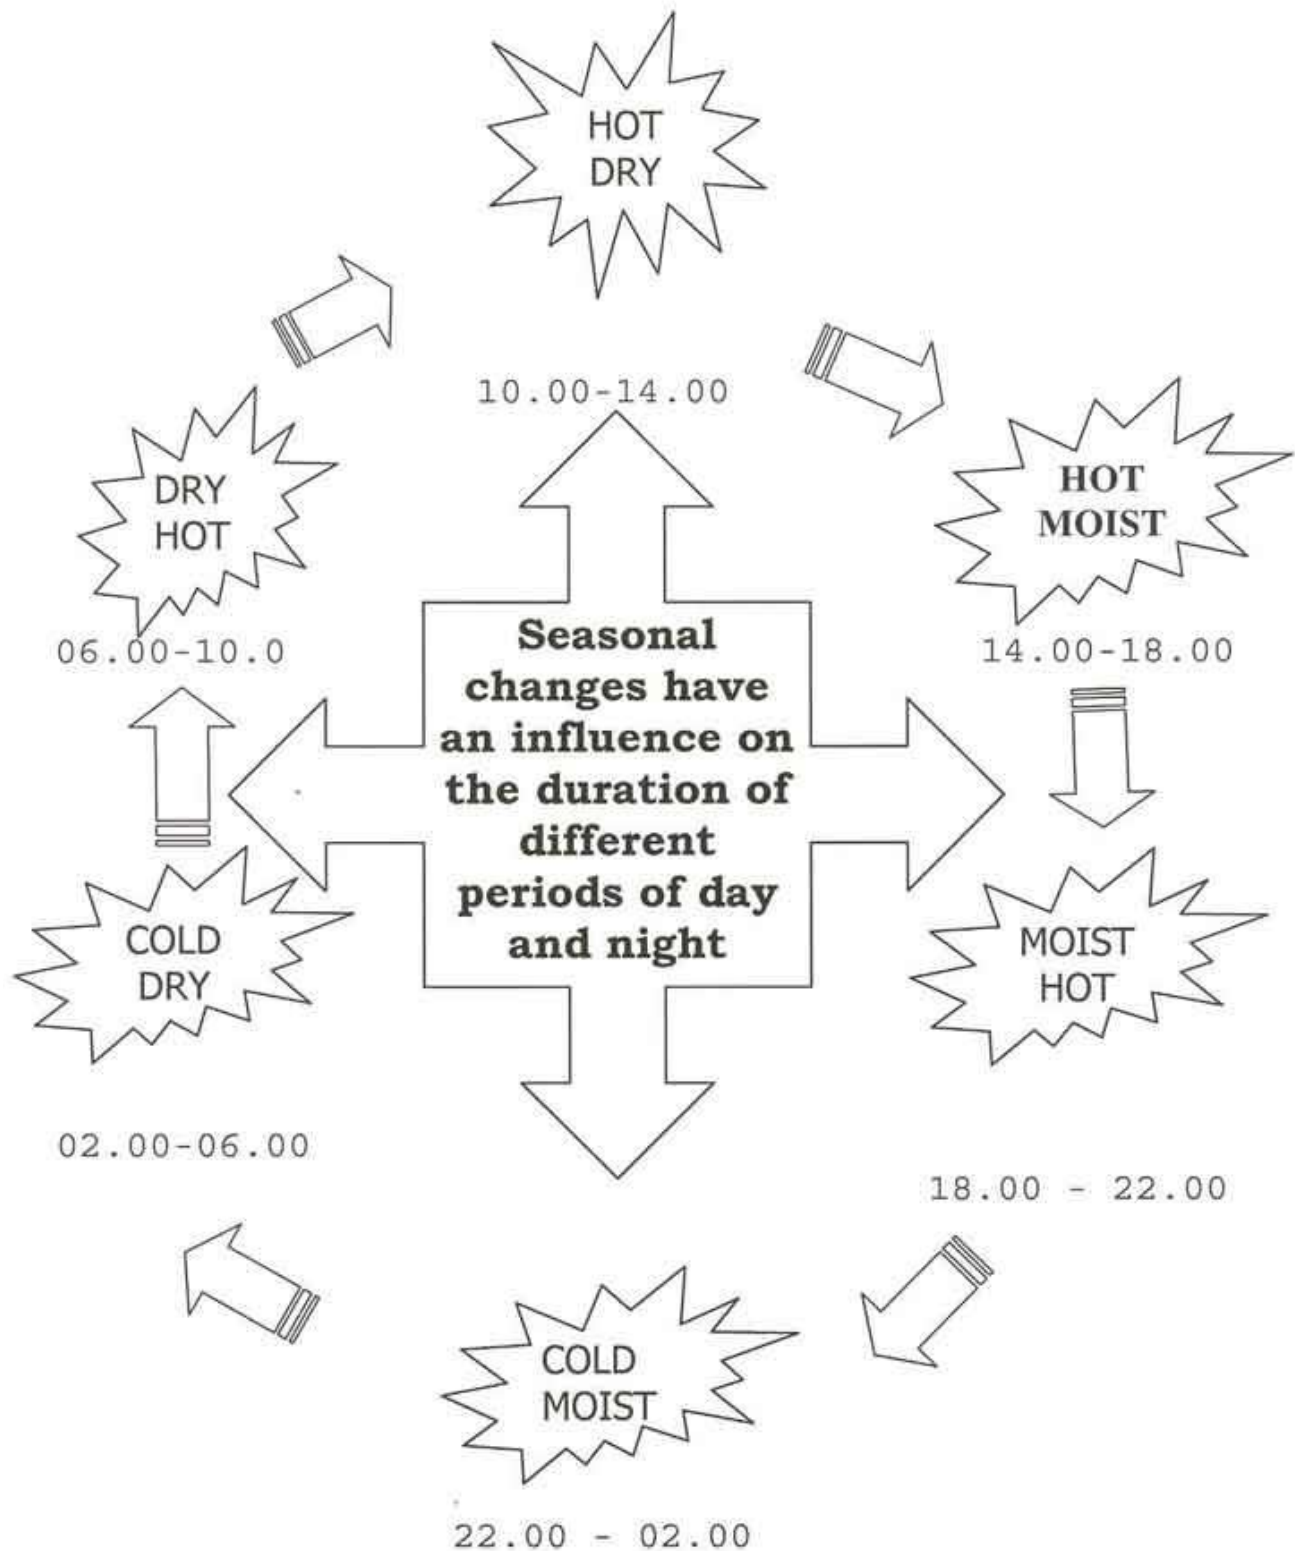 HOT
DRY
10.00-14.00
DRY
HOT
06.00-10.0
HOT
MOIST
14.00-18.00
Seasonal
changes have
an influence on
the duration of
different
periods of day
and night
COLD
DRY
02.00-06.00
MOIST
HOT
18.00 - 22.00
COLD
MOIST
22.00 - 02.00